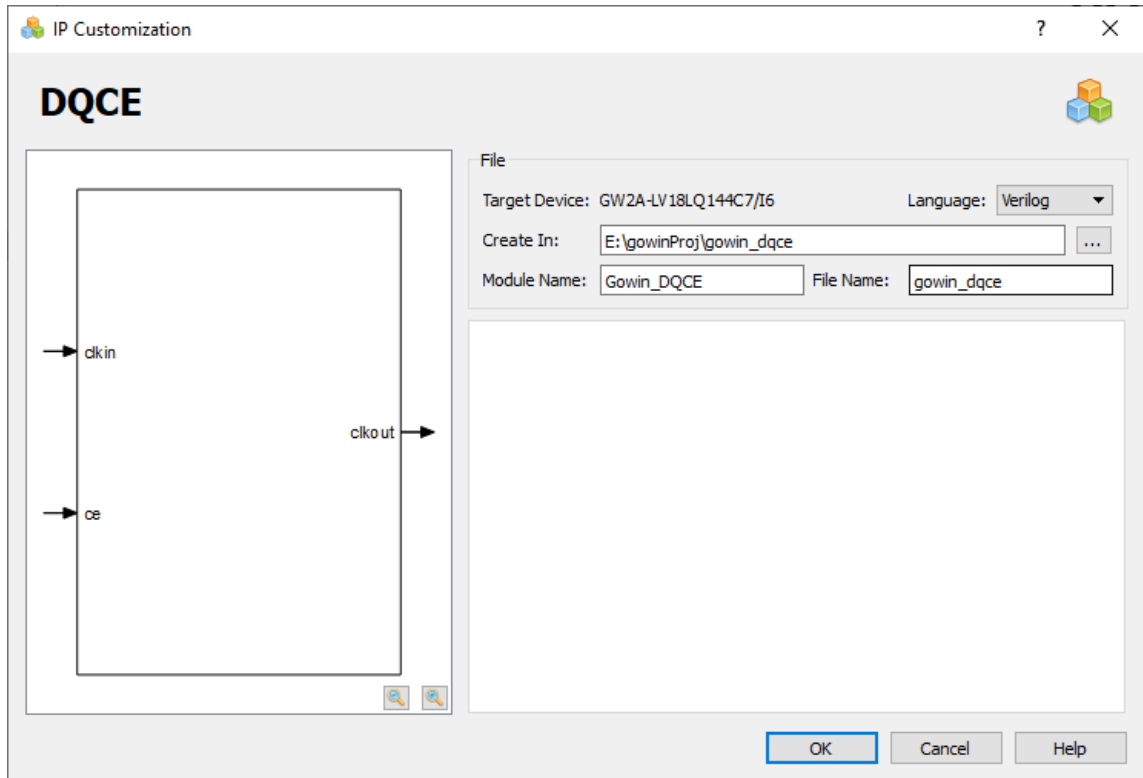 IP Customization
?
DQCE
File
Target Device: GW2A-LV18LQ144C7/I6 Language: Verilog
Create In: E:\gowinProj\gowin_dqce ...
Module Name: Gowin_DQCE File Name: gowin_dqce
clkin
clkout
ce
OK Cancel Help